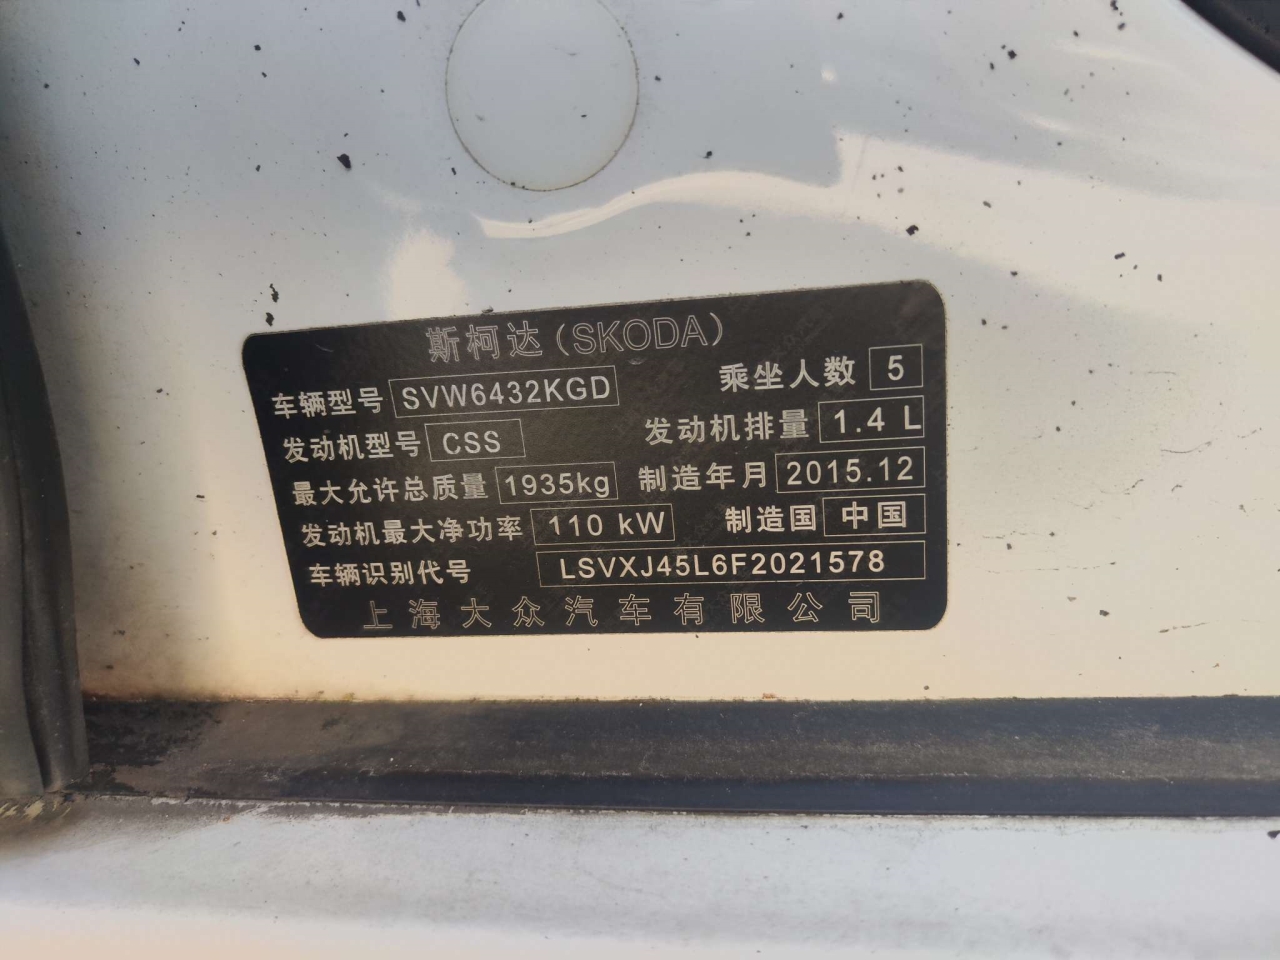 斯柯达(SKODA)
车辆型号 SVW6432KGD 乘坐人数 5
发动机型号 CSS 发动机排量 1.4 L
最大允许总质量 1935kg 制造年月 2015.12
发动机最大净功率 110 kW 制造国 中国
车辆识别代号 LSVXJ45L6F2021578
上海大众汽车有限公司